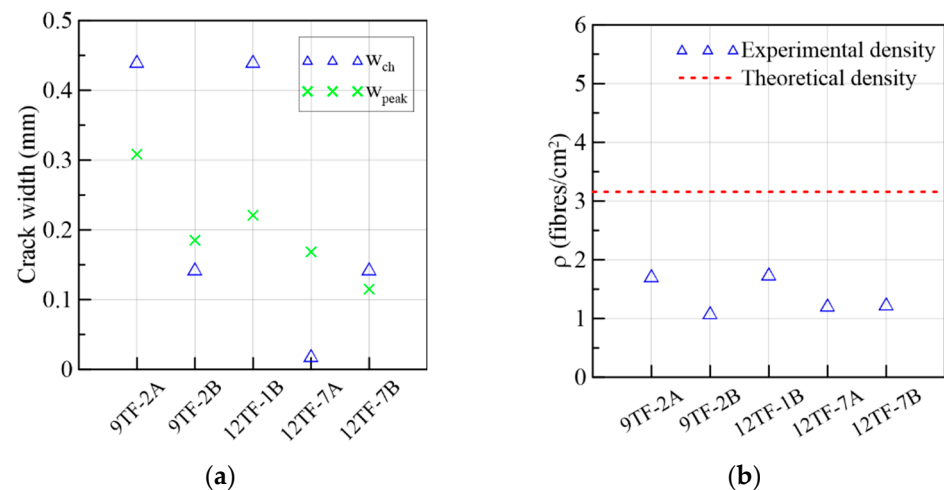 0.5
0.4
0.3
0.2
0.1
0
Crack width (mm)
W_ch
W_peak
9TF-2A
9TF-2B
12TF-1B
12TF-7A
12TF-7B
(a)
6
5
4
3
2
1
0
ρ (fibres/cm²)
Experimental density
Theoretical density
9TF-2A
9TF-2B
12TF-1B
12TF-7A
12TF-7B
(b)